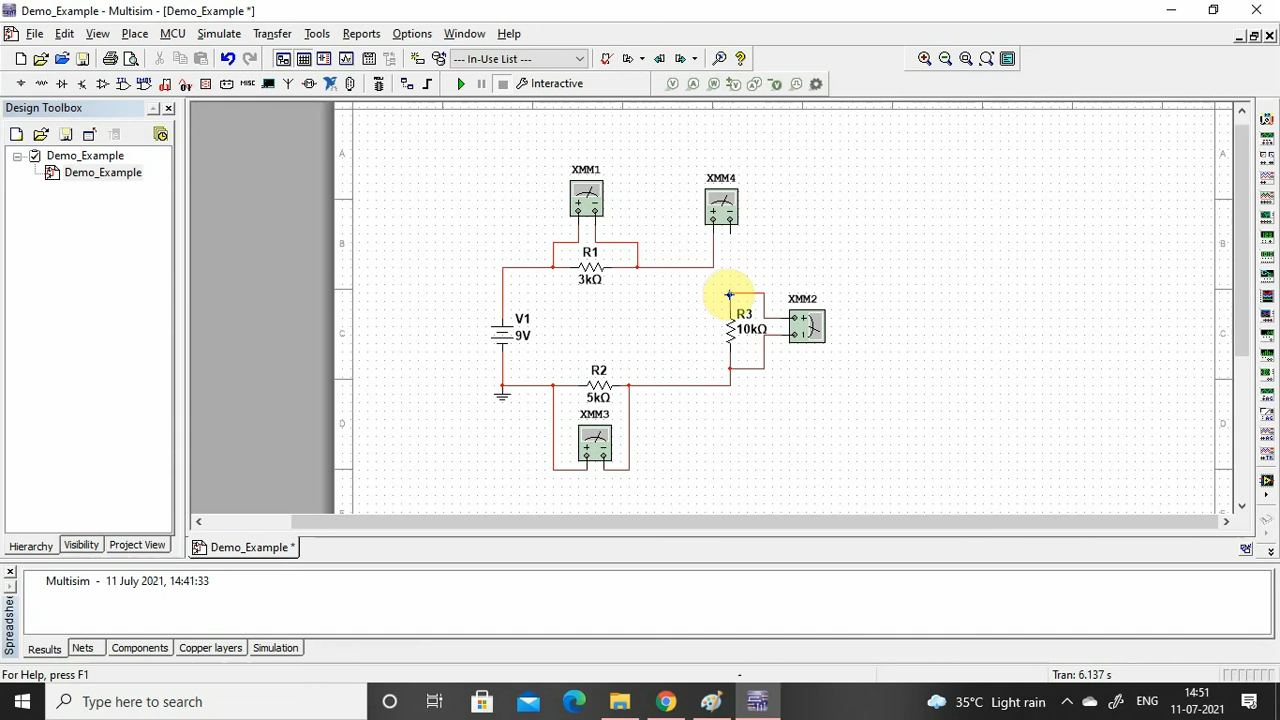 Demo_Example - Multisim - [Demo_Example *]
File Edit View Place MCU Simulate Transfer Tools Reports Options Window Help
--- In-Use List ---
MISC
Interactive
V A W V A V
Design Toolbox
Demo_Example
Demo_Example
A A
XMM1
XMM4
B B
R1
3kΩ
XMM2
R3
10kΩ
V1
9V
C C
R2
5kΩ
XMM3
D D
Hierarchy Visibility Project View
Demo_Example *
Multisim - 11 July 2021, 14:41:33
Spreadshee
Results Nets Components Copper layers Simulation
For Help, press F1
-
Tran: 6.137 s
Type here to search
35°C Light rain
ENG
14:51
11-07-2021